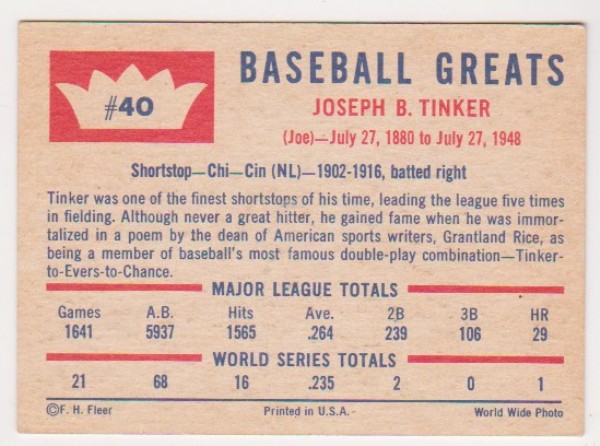 #40
BASEBALL GREATS
JOSEPH B. TINKER
(Joe)—July 27, 1880 to July 27, 1948
Shortstop—Chi—Cin (NL)—1902-1916, batted right
Tinker was one of the finest shortstops of his time, leading the league five times
in fielding. Although never a great hitter, he gained fame when he was immor-
talized in a poem by the dean of American sports writers, Grantland Rice, as
being a member of baseball's most famous double-play combination—Tinker-
to-Evers-to-Chance.
MAJOR LEAGUE TOTALS
Games A.B. Hits Ave. 2B 3B HR
1641 5937 1565 .264 239 106 29
WORLD SERIES TOTALS
21 68 16 .235 2 0 1
©F. H. Fleer Printed in U.S.A. World Wide Photo